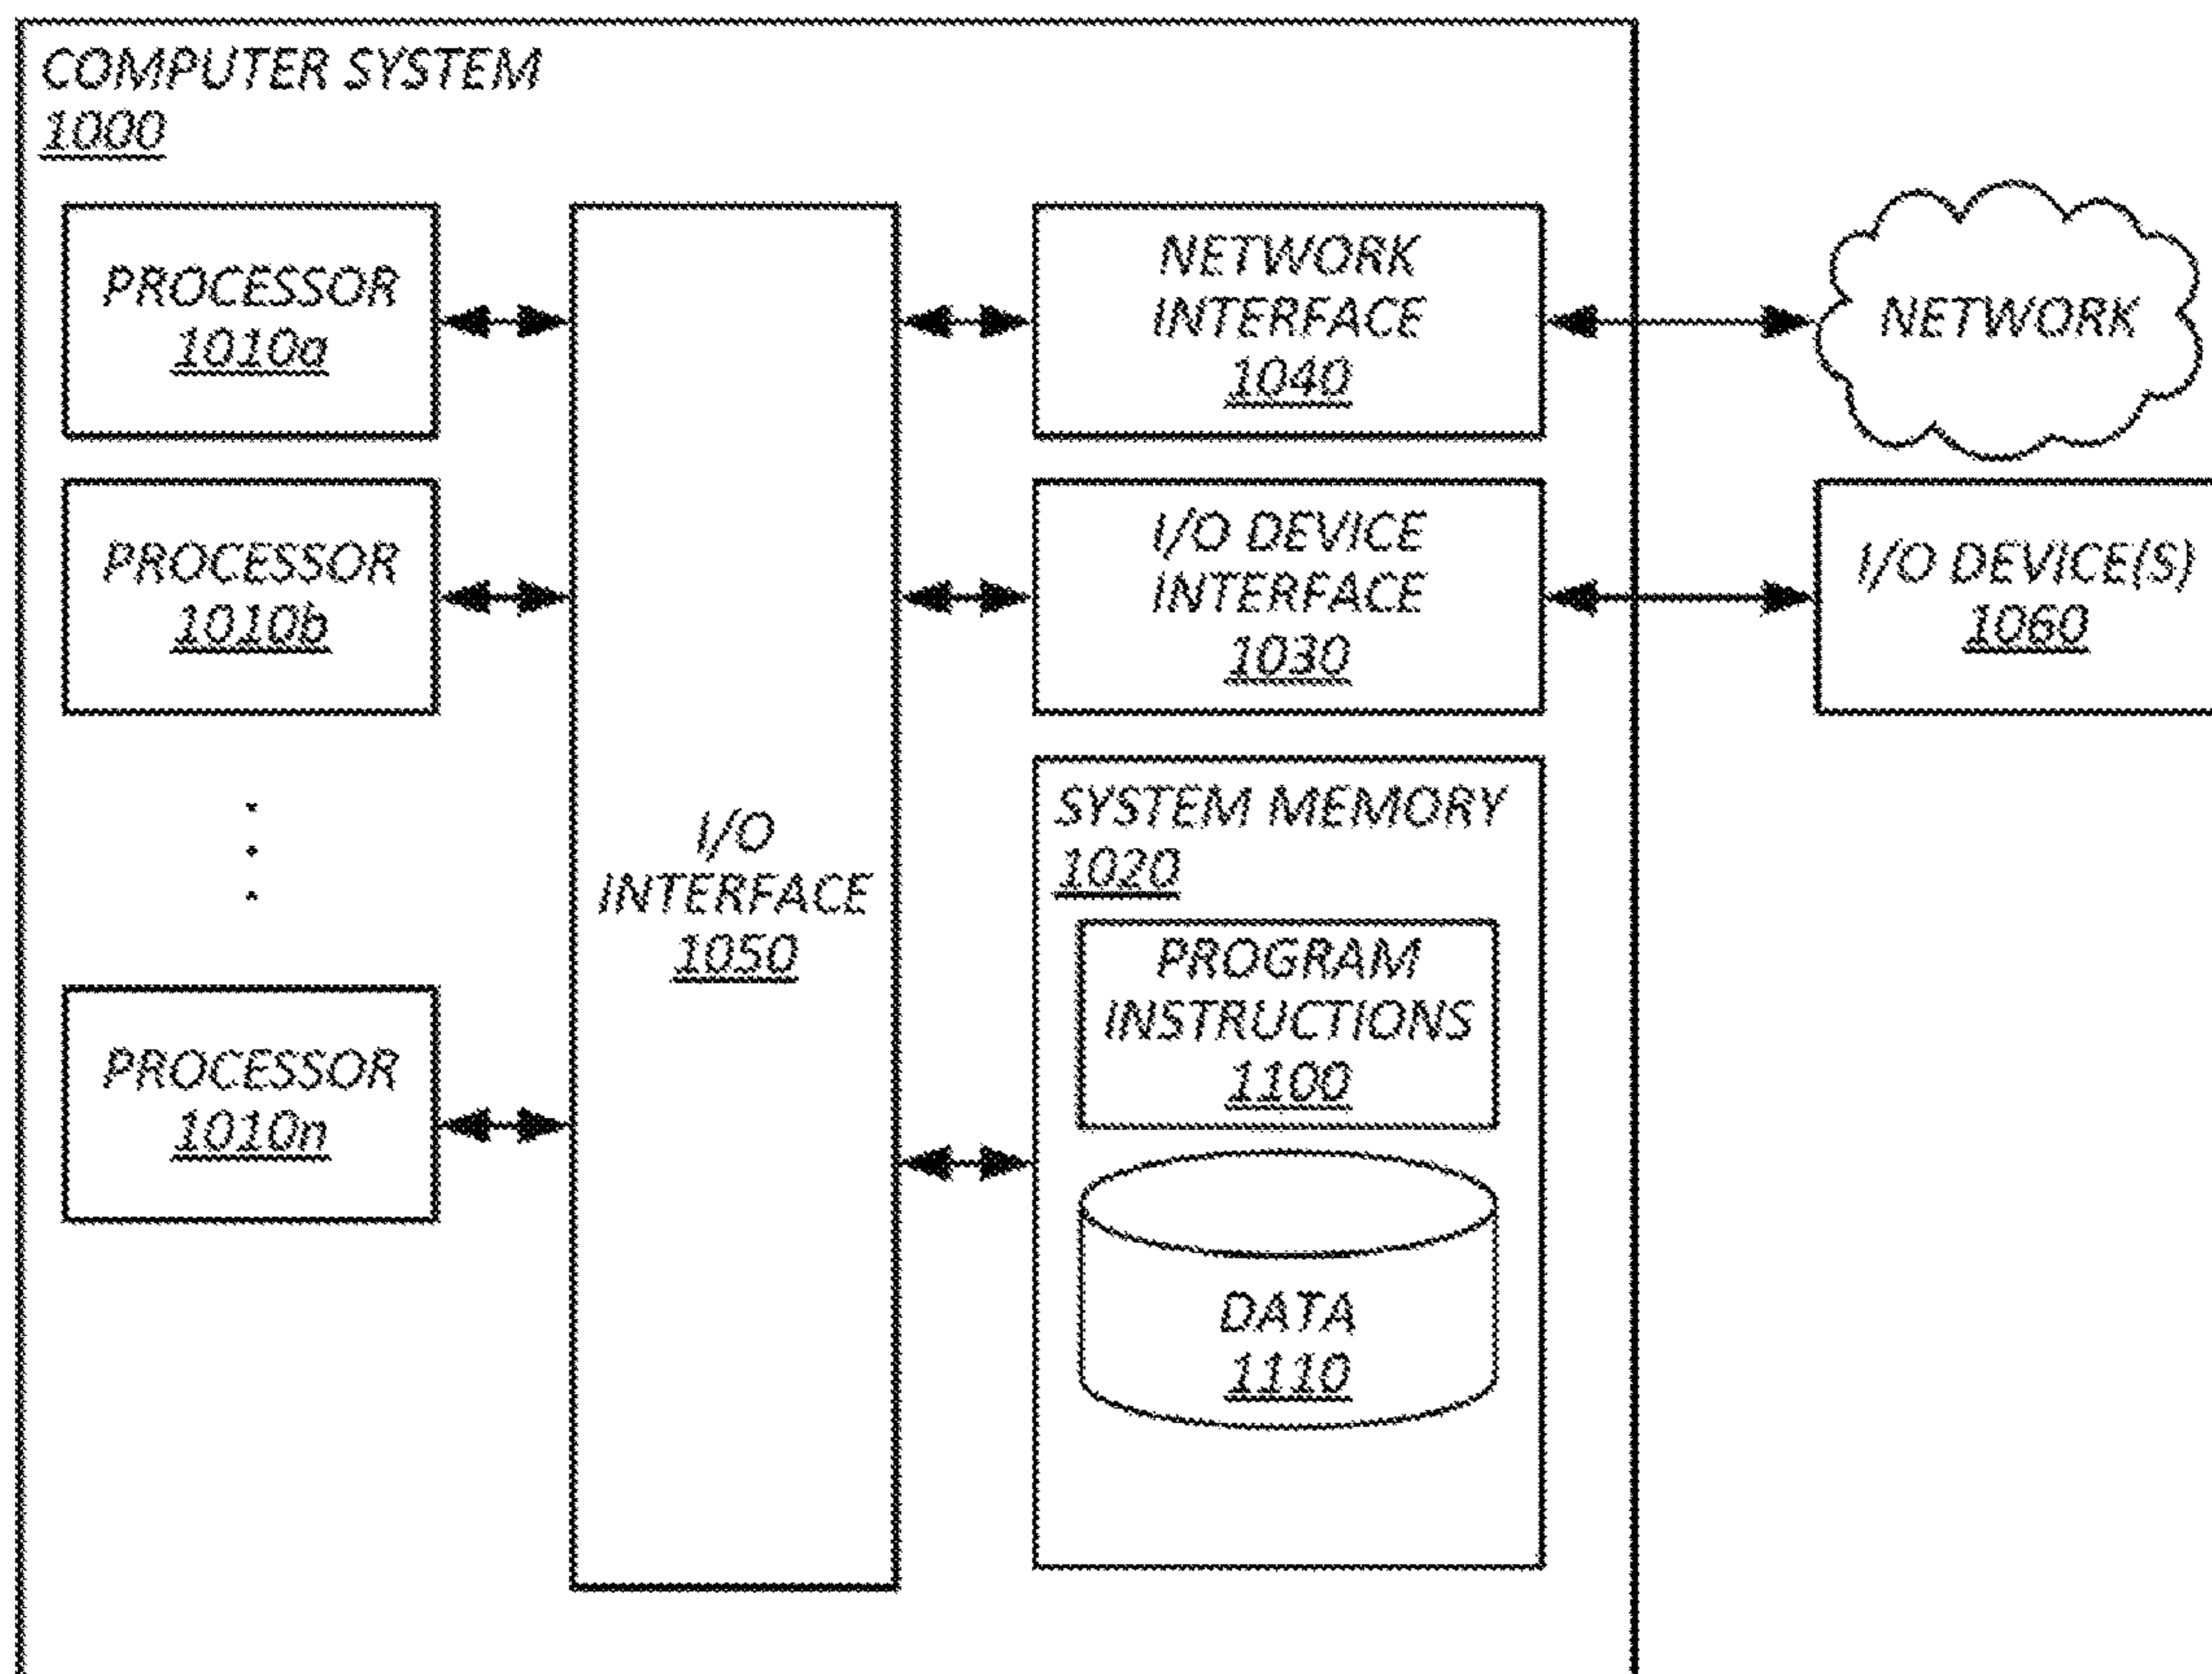 COMPUTER SYSTEM
1000
PROCESSOR
1010a
PROCESSOR
1010b
PROCESSOR
1010n
I/O
INTERFACE
1050
NETWORK
INTERFACE
1040
I/O DEVICE
INTERFACE
1030
SYSTEM MEMORY
1020
PROGRAM
INSTRUCTIONS
1100
DATA
1110
NETWORK
I/O DEVICE(S)
1060